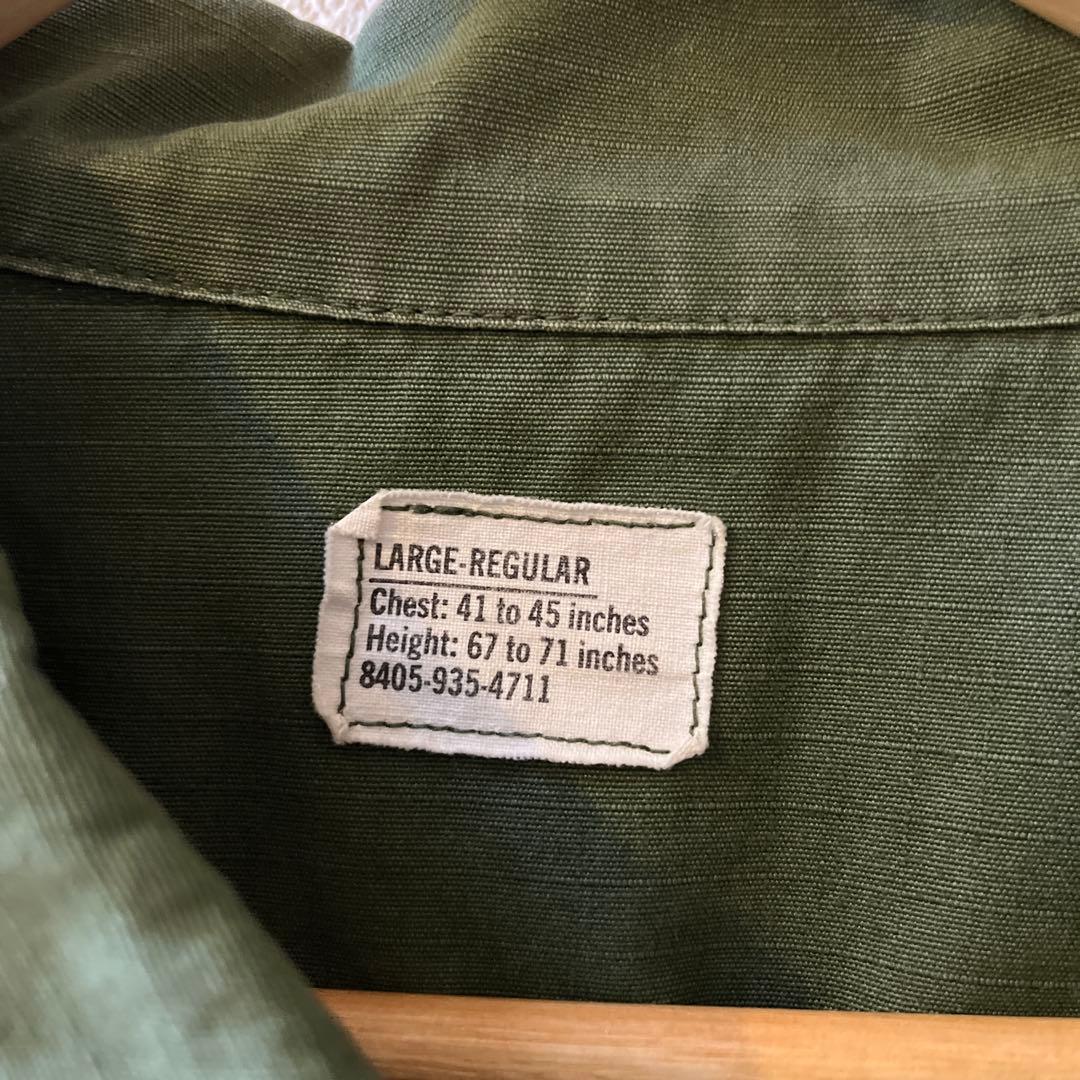 LARGE-REGULAR
Chest: 41 to 45 inches
Height: 67 to 71 inches
8405-935-4711